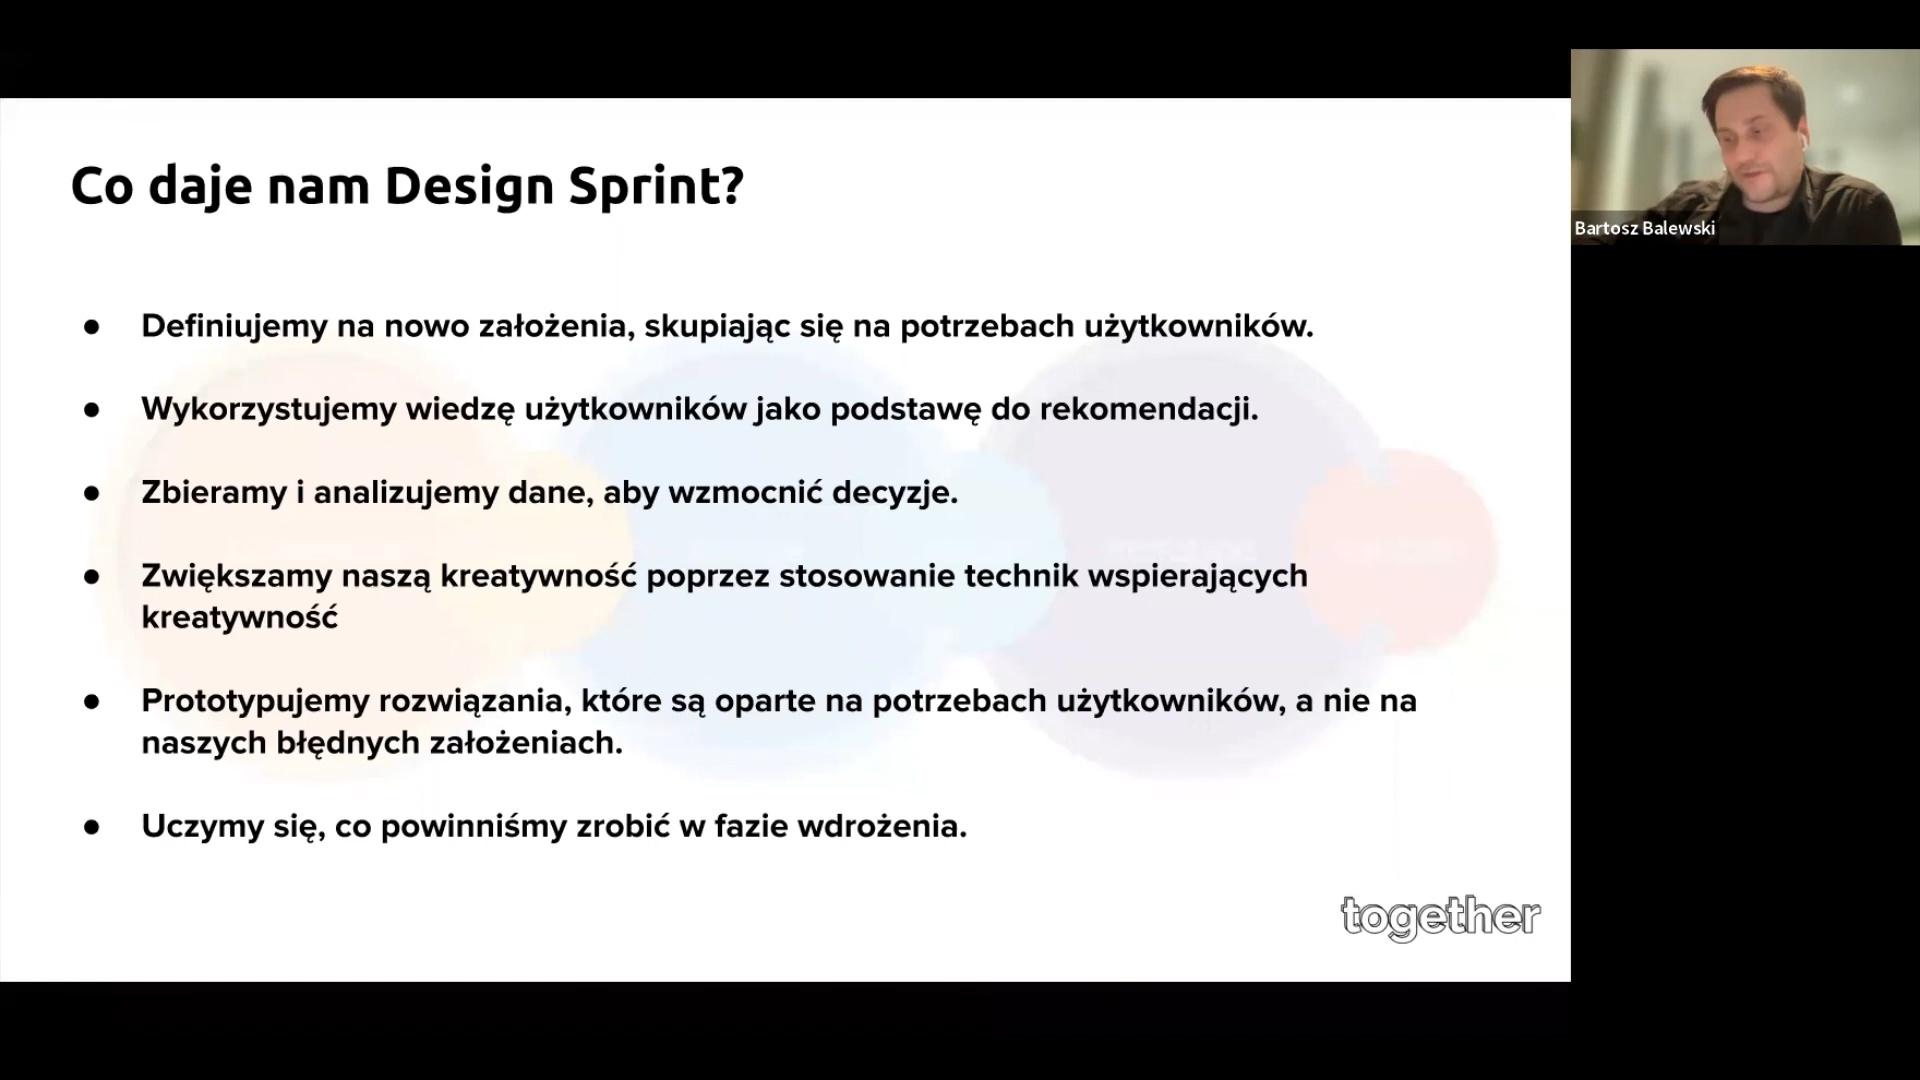 Co daje nam Design Sprint?
● Definiujemy na nowo założenia, skupiając się na potrzebach użytkowników.
● Wykorzystujemy wiedzę użytkowników jako podstawę do rekomendacji.
● Zbieramy i analizujemy dane, aby wzmocnić decyzje.
● Zwiększamy naszą kreatywność poprzez stosowanie technik wspierających
kreatywność
● Prototypujemy rozwiązania, które są oparte na potrzebach użytkowników, a nie na
naszych błędnych założeniach.
● Uczymy się, co powinniśmy zrobić w fazie wdrożenia.
together
Bartosz Balewski